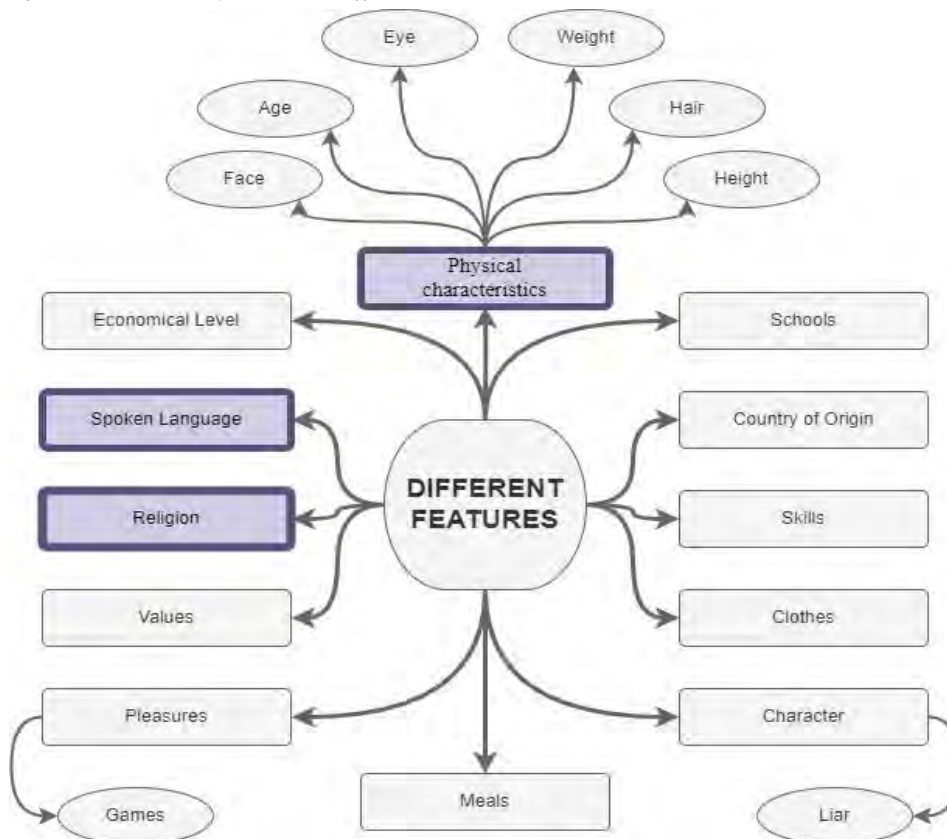 Eye
Weight
Age
Hair
Face
Height
Physical
characteristics
Economical Level
Schools
Spoken Language
Country of Origin
DIFFERENT
FEATURES
Religion
Skills
Values
Clothes
Pleasures
Character
Meals
Games
Liar